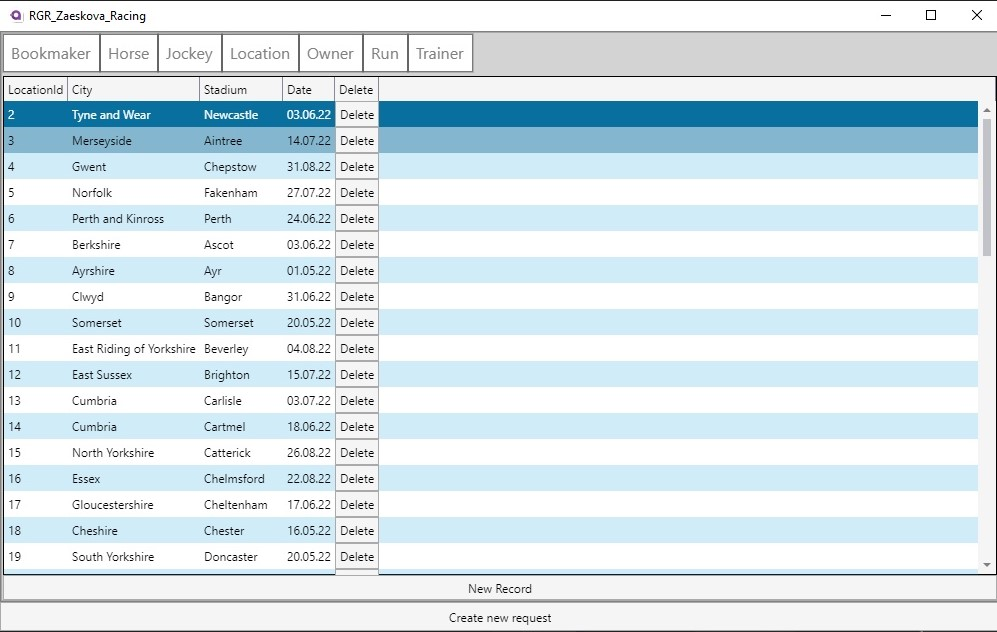 RGR_Zaeskova_Racing
Bookmaker Horse Jockey Location Owner Run Trainer
LocationId City Stadium Date Delete
2 Tyne and Wear Newcastle 03.06.22 Delete
3 Merseyside Aintree 14.07.22 Delete
4 Gwent Chepstow 31.08.22 Delete
5 Norfolk Fakenham 27.07.22 Delete
6 Perth and Kinross Perth 24.06.22 Delete
7 Berkshire Ascot 03.06.22 Delete
8 Ayrshire Ayr 01.05.22 Delete
9 Clwyd Bangor 31.06.22 Delete
10 Somerset Somerset 20.05.22 Delete
11 East Riding of Yorkshire Beverley 04.08.22 Delete
12 East Sussex Brighton 15.07.22 Delete
13 Cumbria Carlisle 03.07.22 Delete
14 Cumbria Cartmel 18.06.22 Delete
15 North Yorkshire Catterick 26.08.22 Delete
16 Essex Chelmsford 22.08.22 Delete
17 Gloucestershire Cheltenham 17.06.22 Delete
18 Cheshire Chester 16.05.22 Delete
19 South Yorkshire Doncaster 20.05.22 Delete
New Record
Create new request